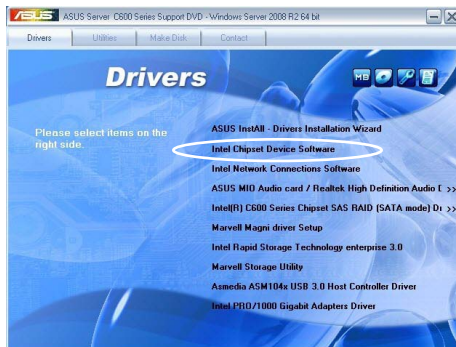 ASUS ASUS Server C600 Series Support DVD - Windows Server 2008 R2 64 bit
Drivers Utilities Make Disk Contact
Drivers
MB
Please select items on the
right side.
ASUS InstAll - Drivers Installation Wizard
Intel Chipset Device Software
Intel Network Connections Software
ASUS MIO Audio card / Realtek High Definition Audio D >>
Intel(R) C600 Series Chipset SAS RAID (SATA mode) Dr >>
Marvell Magni driver Setup
Intel Rapid Storage Technology enterprise 3.0
Marvell Storage Utility
Asmedia ASM104x USB 3.0 Host Controller Driver
Intel PRO/1000 Gigabit Adapters Driver